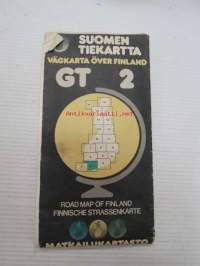 SUOMEN
TIEKARTTA
VÄGKARTA ÖVER FINLAND
GT 2
ROAD MAP OF FINLAND
FINNISCHE STRASSENKARTE
MATKAILUKARTASTO